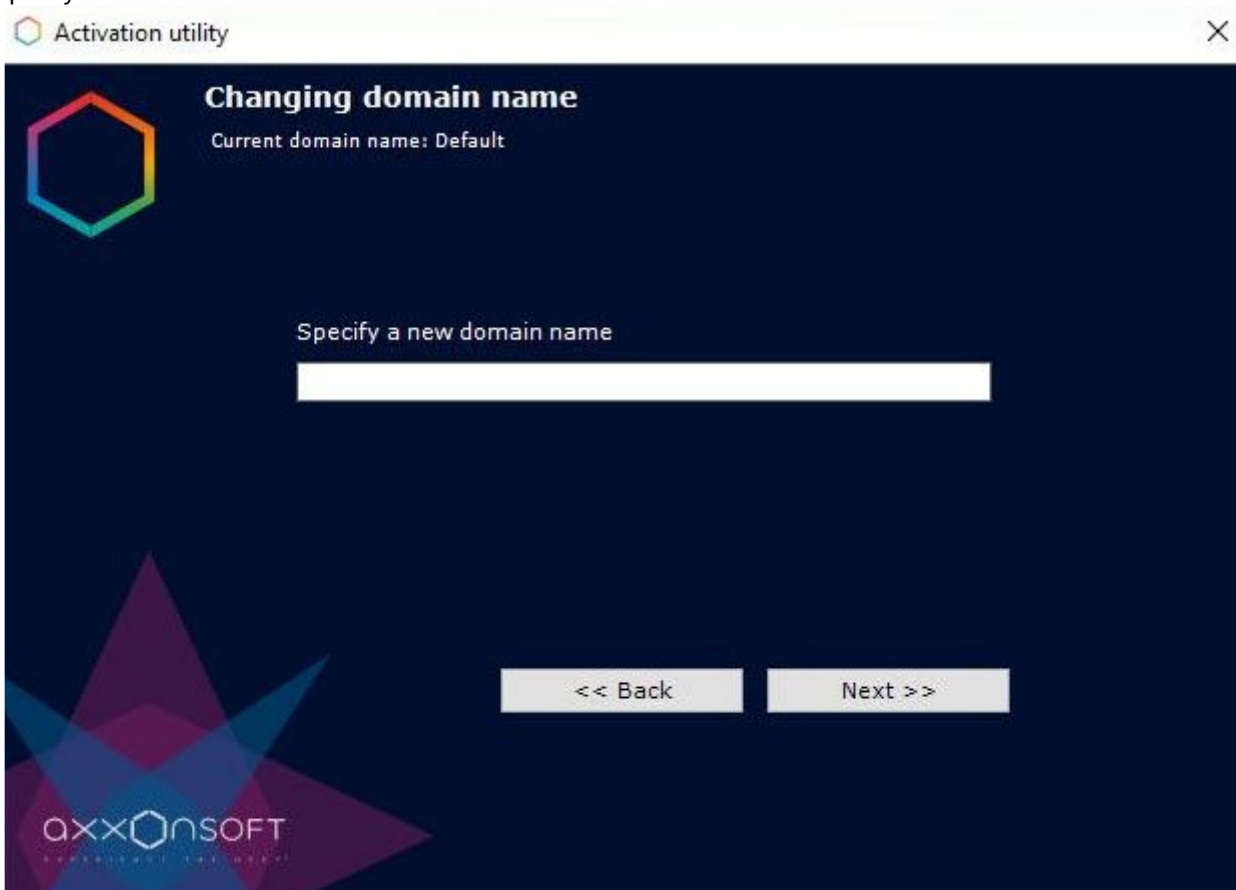 Activation utility
Changing domain name
Current domain name: Default
Specify a new domain name
<< Back
Next >>
axxonsoft